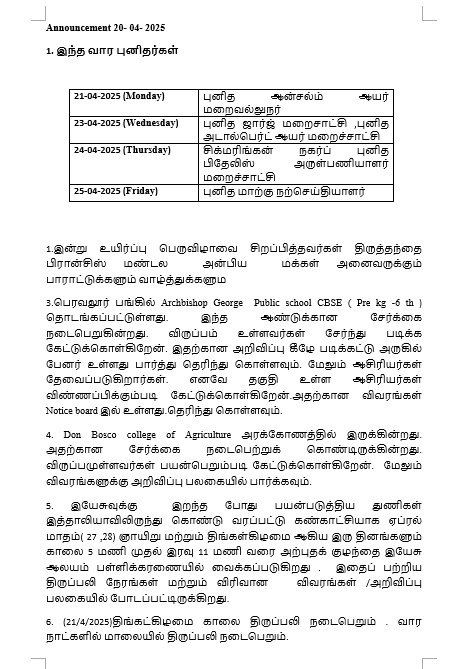 Announcement 20- 04- 2025
1. இந்த வார புனிதர்கள்
21-04-2025 (Monday) புனித ஆன்சல்ம் ஆயர்
மறைவல்லுநர்
23-04-2025 (Wednesday) புனித ஜார்ஜ் மறைசாட்சி ,புனித
அடால்பெர்ட் ஆயர் மறைச்சாட்சி
24-04-2025 (Thursday) சிக்மரிங்கன் நகர்ப் புனித
பிதேலிஸ் அருள்பணியாளர்
மறைச்சாட்சி
25-04-2025 (Friday) புனித மாற்கு நற்செய்தியாளர்
1.இன்று உயிர்ப்பு பெருவிழாவை சிறப்பித்தவர்கள் திருத்தந்தை
பிரான்சிஸ் மண்டல அன்பிய மக்கள் அனைவருக்கும்
பாராட்டுக்களும் வாழ்த்துக்களும
3.பெரவலூர் பங்கில் Archbishop George Public school CBSE ( Pre kg -6 th )
தொடங்கப்பட்டுள்ளது. இந்த ஆண்டுக்கான சேர்க்கை
நடைபெறுகின்றது. விருப்பம் உள்ளவர்கள் சேர்ந்து படிக்க
கேட்டுக்கொள்கிறேன். இதற்கான அறிவிப்பு கீழே படிக்கட்டு அருகில்
பேனர் உள்ளது பார்த்து தெரிந்து கொள்ளவும். மேலும் ஆசிரியர்கள்
தேவைப்படுகிறார்கள். எனவே தகுதி உள்ள ஆசிரியர்கள்
விண்ணப்பிக்கும்படி கேட்டுக்கொள்கிறேன்.அதற்கான விவரங்கள்
Notice board இல் உள்ளது.தெரிந்து கொள்ளவும்.
4. Don Bosco college of Agriculture அரக்கோணத்தில் இருக்கின்றது.
அதற்கான சேர்க்கை நடைபெற்றுக் கொண்டிருக்கின்றது.
விருப்பமுள்ளவர்கள் பயன்பெறும்படி கேட்டுக்கொள்கிறேன். மேலும்
விவரங்களுக்கு அறிவிப்பு பலகையில் பார்க்கவும்.
5. இயேசுவுக்கு இறந்த போது பயன்படுத்திய துணிகள்
இத்தாலியாவிலிருந்து கொண்டு வரப்பட்டு கண்காட்சியாக ஏப்ரல்
மாதம்( 27 ,28) ஞாயிறு மற்றும் திங்கள்கிழமை ஆகிய இரு தினங்களும்
காலை 5 மணி முதல் இரவு 11 மணி வரை அற்புதக் குழந்தை இயேசு
ஆலயம் பள்ளிக்கரணையில் வைக்கப்படுகிறது . இதைப் பற்றிய
திருப்பலி நேரங்கள் மற்றும் விரிவான விவரங்கள் /அறிவிப்பு
பலகையில் போடப்பட்டிருக்கிறது.
6. (21/4/2025)திங்கட்கிழமை காலை திருப்பலி நடைபெறும் . வார
நாட்களில் மாலையில் திருப்பலி நடைபெறும்.